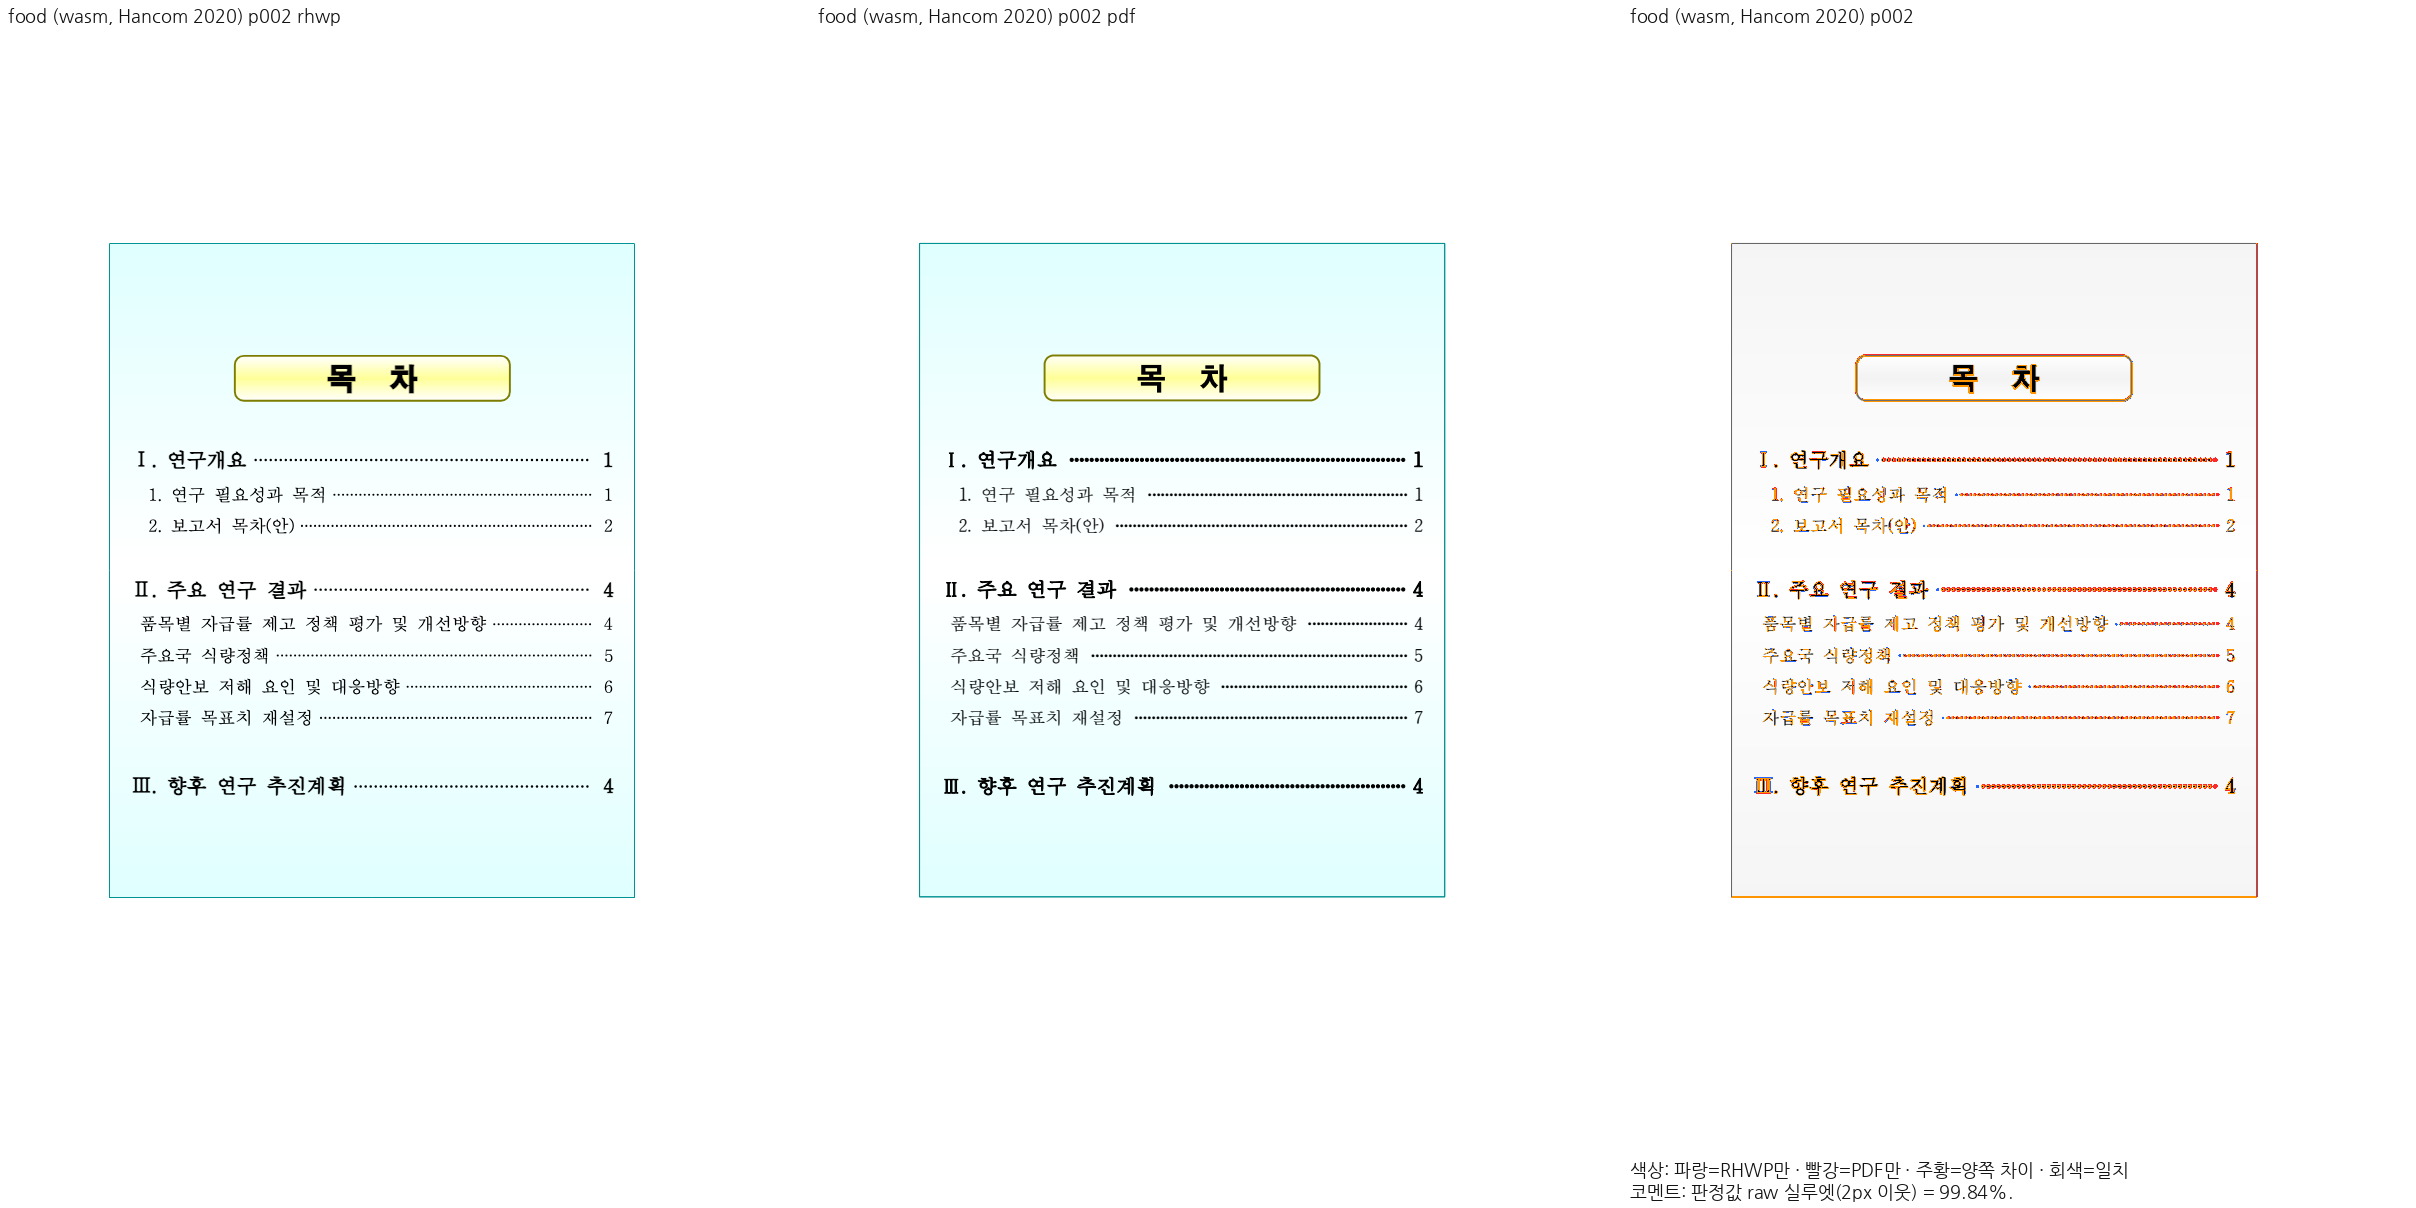 food (wasm, Hancom 2020) p002 rhwp
목 차
Ⅰ. 연구개요 ········ 1
1. 연구 필요성과 목적 ········ 1
2. 보고서 목차(안) ········ 2
Ⅱ. 주요 연구 결과 ········ 4
품목별 자급률 제고 정책 평가 및 개선방향 ········ 4
주요국 식량정책 ········ 5
식량안보 저해 요인 및 대응방향 ········ 6
자급률 목표치 재설정 ········ 7
Ⅲ. 향후 연구 추진계획 ········ 4
food (wasm, Hancom 2020) p002 pdf
목 차
Ⅰ. 연구개요 ········ 1
1. 연구 필요성과 목적 ········ 1
2. 보고서 목차(안) ········ 2
Ⅱ. 주요 연구 결과 ········ 4
품목별 자급률 제고 정책 평가 및 개선방향 ········ 4
주요국 식량정책 ········ 5
식량안보 저해 요인 및 대응방향 ········ 6
자급률 목표치 재설정 ········ 7
Ⅲ. 향후 연구 추진계획 ········ 4
food (wasm, Hancom 2020) p002
목 차
Ⅰ. 연구개요 ········ 1
1. 연구 필요성과 목적 ········ 1
2. 보고서 목차(안) ········ 2
Ⅱ. 주요 연구 결과 ········ 4
품목별 자급률 제고 정책 평가 및 개선방향 ········ 4
주요국 식량정책 ········ 5
식량안보 저해 요인 및 대응방향 ········ 6
자급률 목표치 재설정 ········ 7
Ⅲ. 향후 연구 추진계획 ········ 4
색상: 파랑=RHWP만 · 빨강=PDF만 · 주황=양쪽 차이 · 회색=일치
코멘트: 판정값 raw 실루엣(2px 이웃) = 99.84%.